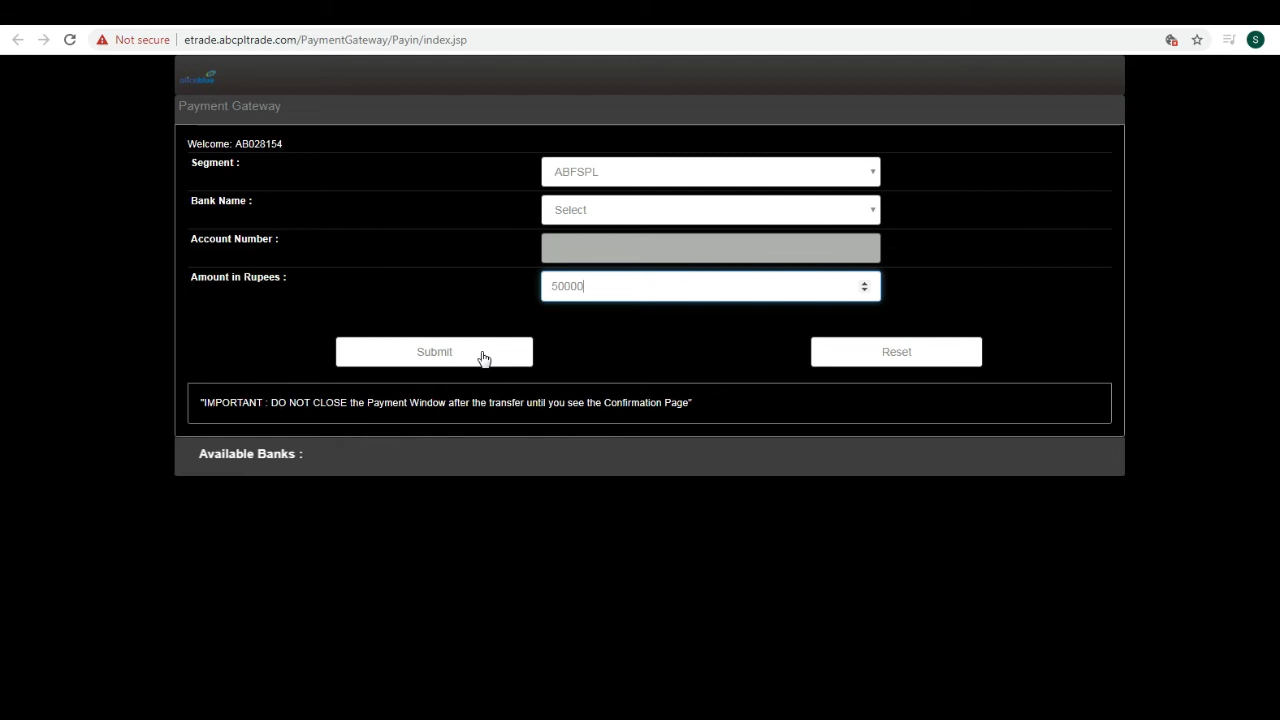 Not secure
etrade.abcpltrade.com/PaymentGateway/Payin/index.jsp
S
aliceblue
Payment Gateway
Welcome: AB028154
Segment :
ABFSPL
Bank Name :
Select
Account Number :
Amount in Rupees :
50000
Submit
Reset
"IMPORTANT : DO NOT CLOSE the Payment Window after the transfer until you see the Confirmation Page"
Available Banks :